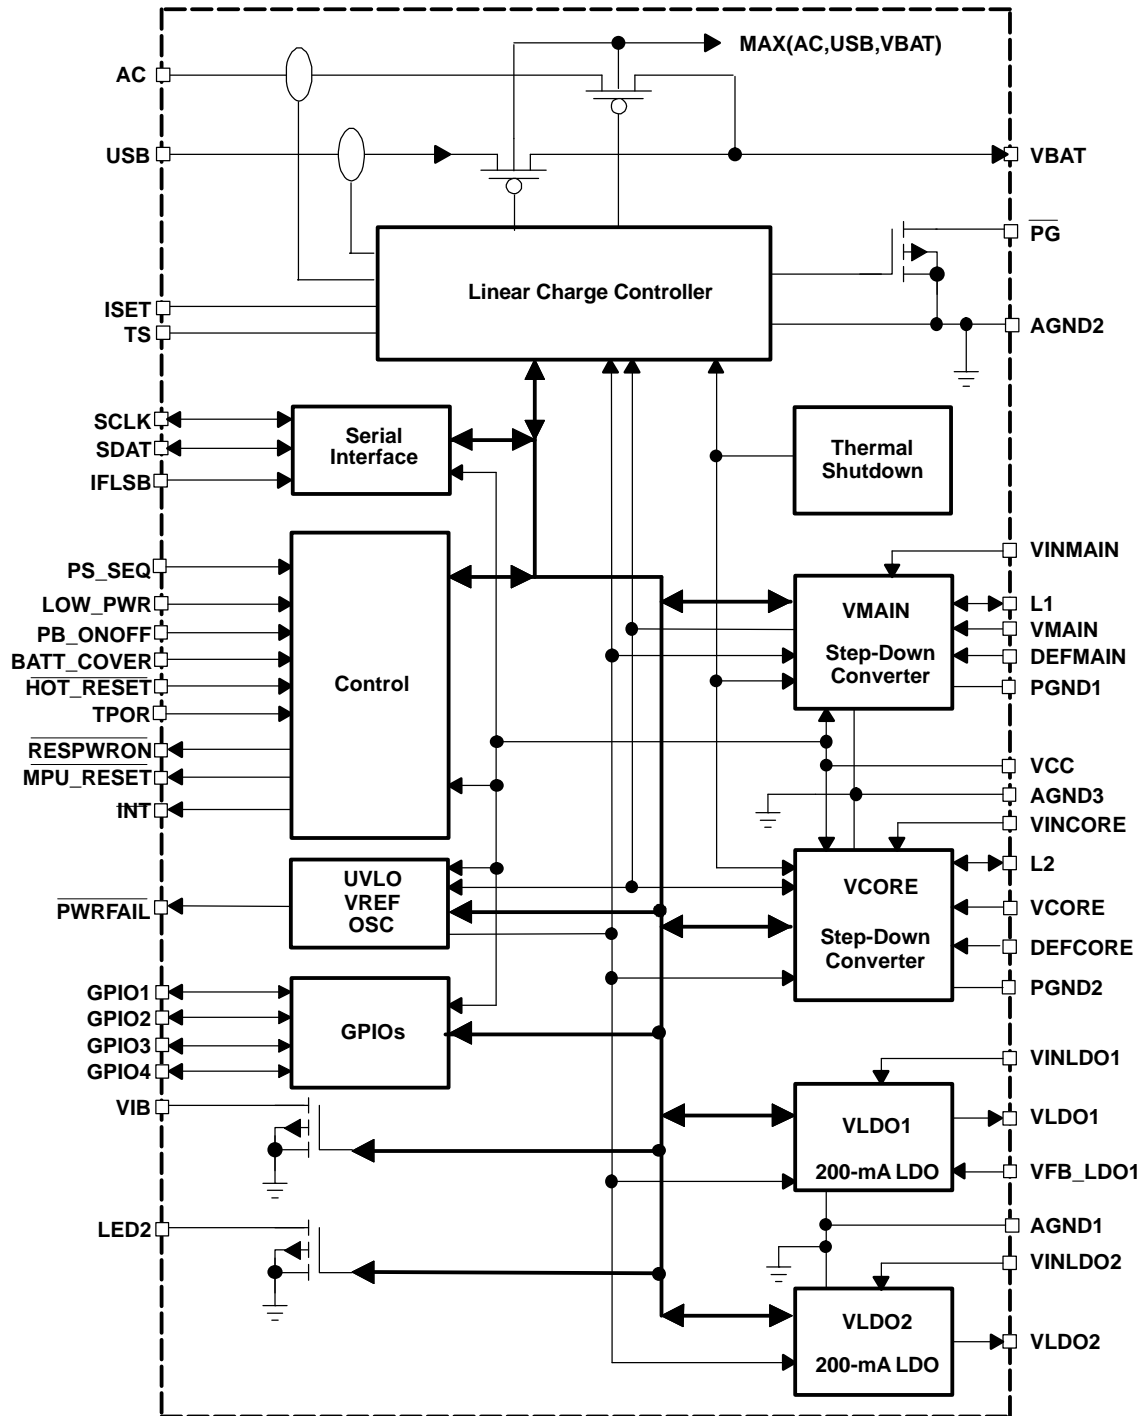 MAX(AC,USB,VBAT)
AC
USB
VBAT
PG
Linear Charge Controller
ISET
TS
AGND2
SCLK
SDAT
IFLSB
Serial
Interface
Thermal
Shutdown
PS_SEQ
LOW_PWR
PB_ONOFF
BATT_COVER
HOT_RESET
TPOR
RESPWRON
MPU_RESET
INT
Control
VINMAIN
VMAIN
Step-Down
Converter
L1
VMAIN
DEFMAIN
PGND1
VCC
AGND3
VINCORE
UVLO
VREF
OSC
PWRFAIL
VCORE
Step-Down
Converter
L2
VCORE
DEFCORE
PGND2
GPIO1
GPIO2
GPIO3
GPIO4
GPIOs
VIB
VINLDO1
VLDO1
200-mA LDO
VLDO1
VFB_LDO1
AGND1
LED2
VINLDO2
VLDO2
200-mA LDO
VLDO2